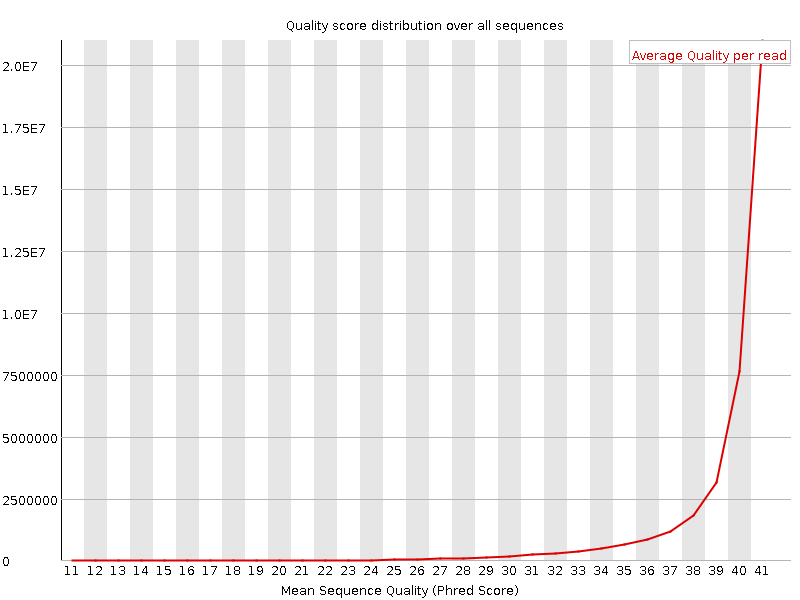 Quality score distribution over all sequences
Average Quality per read
2.0E7
1.75E7
1.5E7
1.25E7
1.0E7
7500000
5000000
2500000
0
11 12 13 14 15 16 17 18 19 20 21 22 23 24 25 26 27 28 29 30 31 32 33 34 35 36 37 38 39 40 41
Mean Sequence Quality (Phred Score)